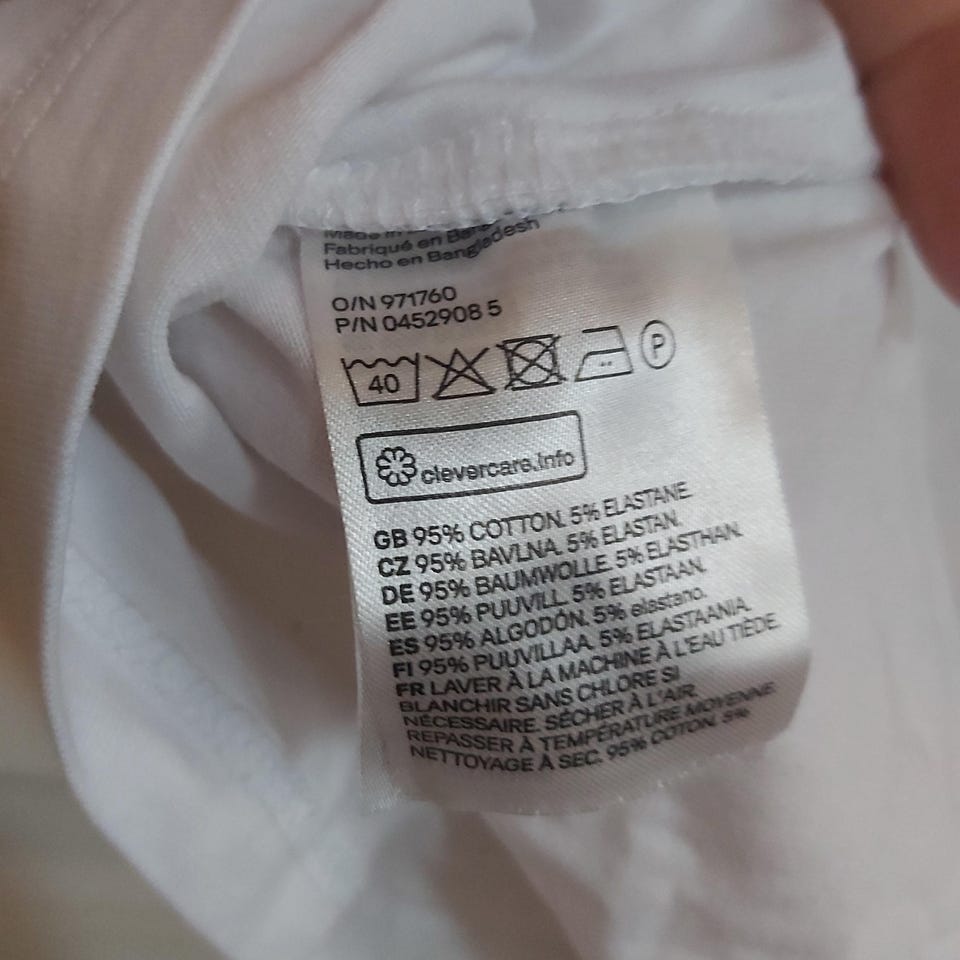 Made in
Fabriqué en Bangladesh
Hecho en Bangladesh
O/N 971760
P/N 0452908 5
40 P
clevercare.info
GB 95% COTTON. 5% ELASTANE.
CZ 95% BAVLNA. 5% ELASTAN.
DE 95% BAUMWOLLE. 5% ELASTHAN.
EE 95% PUUVILL. 5% ELASTAAN.
ES 95% ALGODÓN. 5% elastano.
FI 95% PUUVILLAA. 5% ELASTAANIA.
FR LAVER À LA MACHINE À L'EAU TIÈDE.
BLANCHIR SANS CHLORE SI
NÉCESSAIRE. SÉCHER À L'AIR.
REPASSER À TEMPÉRATURE MOYENNE
NETTOYAGE À SEC. 95% COTON. 5%